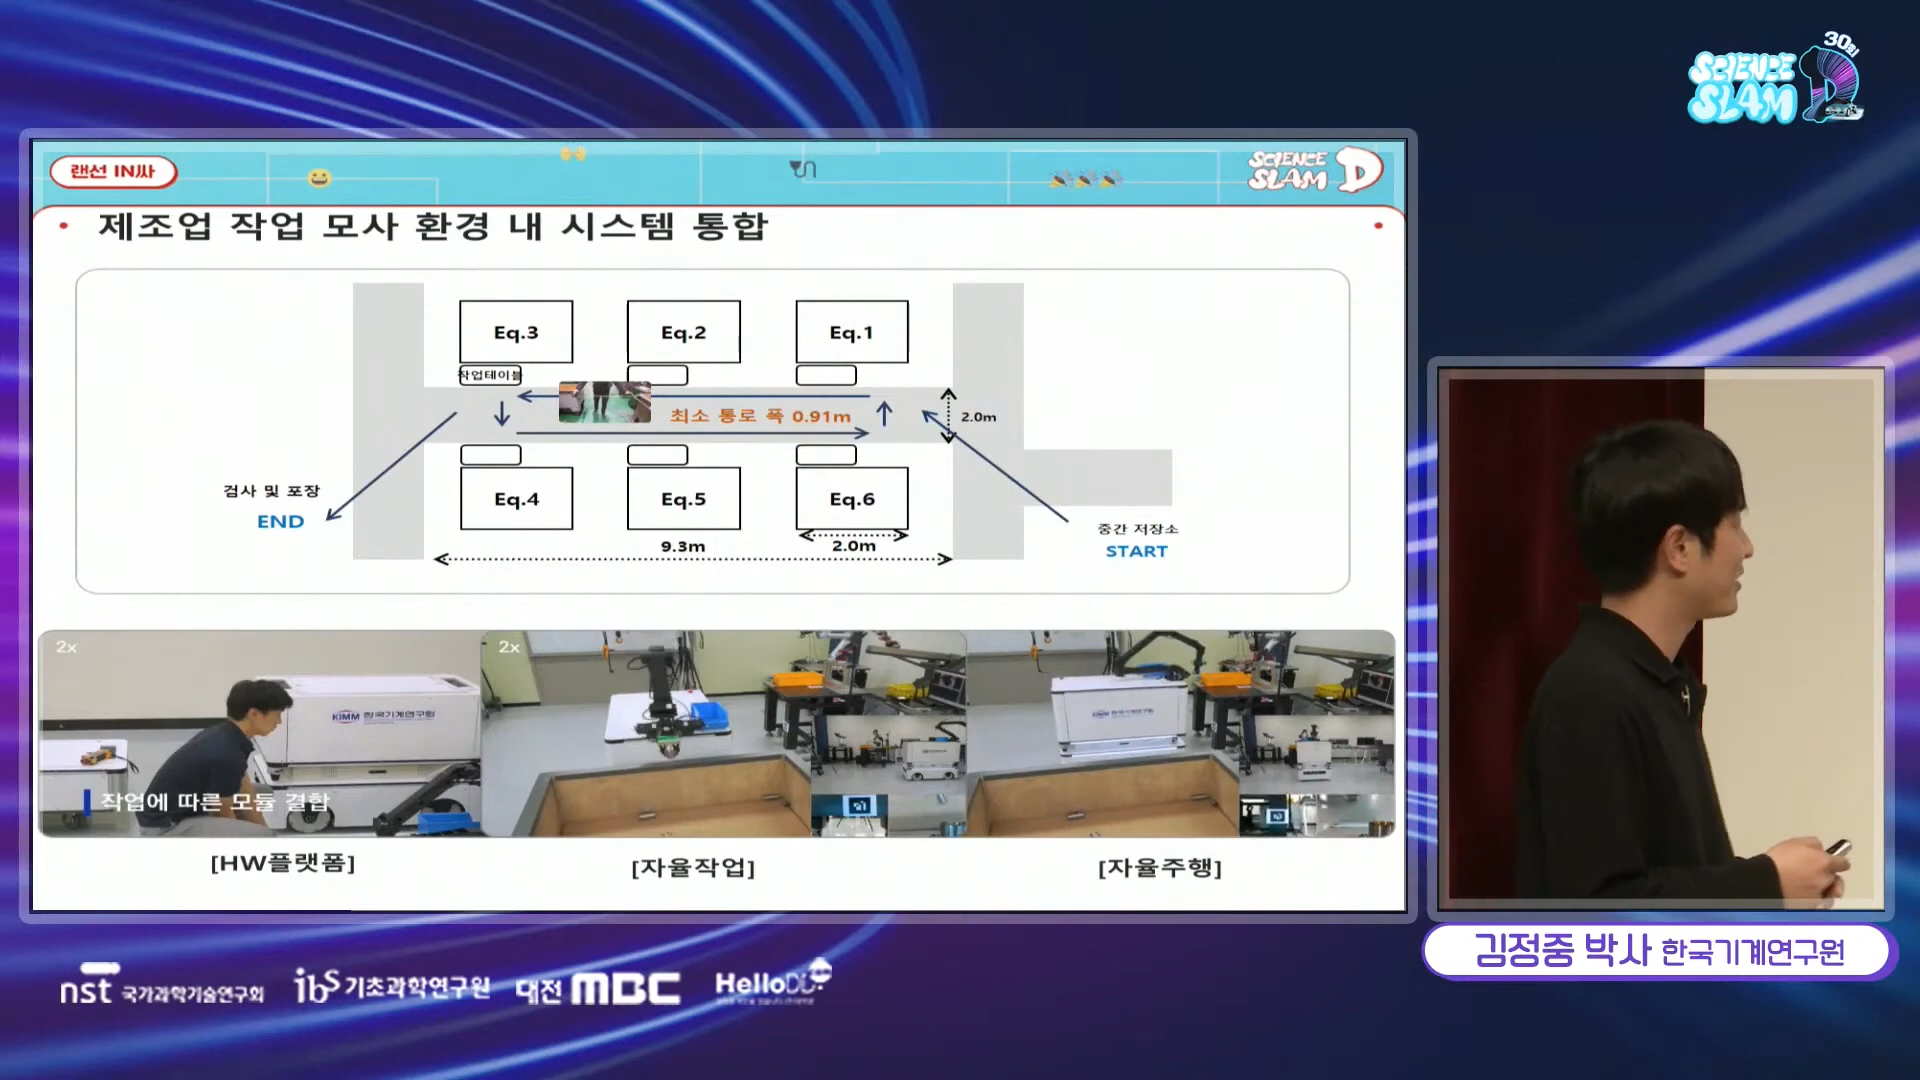 30회
SCIENCE
SLAM D
랜선 IN싸
SCIENCE
SLAM D
제조업 작업 모사 환경 내 시스템 통합
Eq.3
Eq.2
Eq.1
작업테이블
최소 통로 폭 0.91m
2.0m
Eq.4
Eq.5
Eq.6
검사 및 포장
END
중간 저장소
START
9.3m
2.0m
2x
2x
KIMM 한국기계연구원
작업에 따른 모듈 결합
[HW플랫폼]
[자율작업]
[자율주행]
김정중 박사 한국기계연구원
nst 국가과학기술연구회
ibS 기초과학연구원
대전 MBC
HelloDD